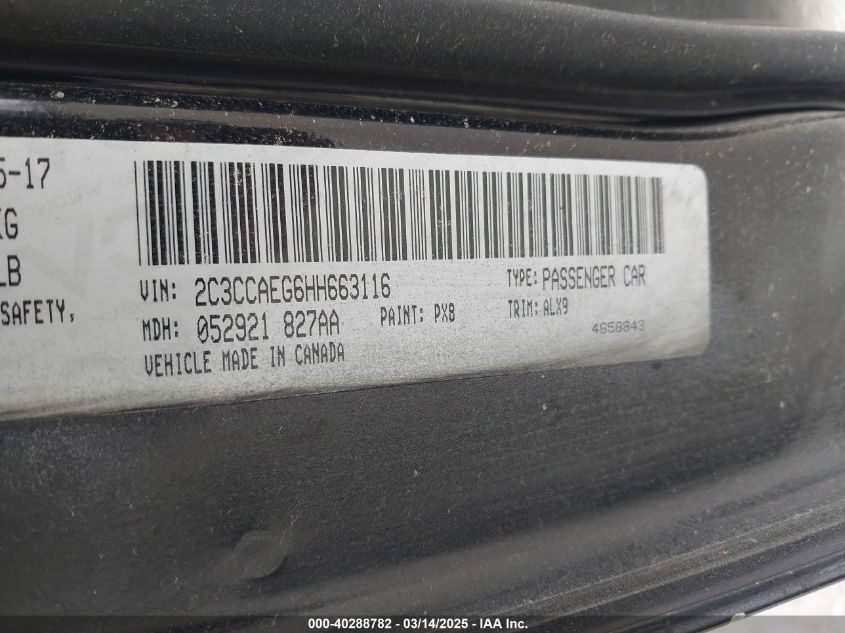 5-17
KG
LB
SAFETY,
VIN: 2C3CCAEG6HH663116
TYPE: PASSENGER CAR
MDH: 052921 827AA
PAINT: PX8
TRIM: ALX9
4658843
VEHICLE MADE IN CANADA
000-40288782 - 03/14/2025 - IAA Inc.